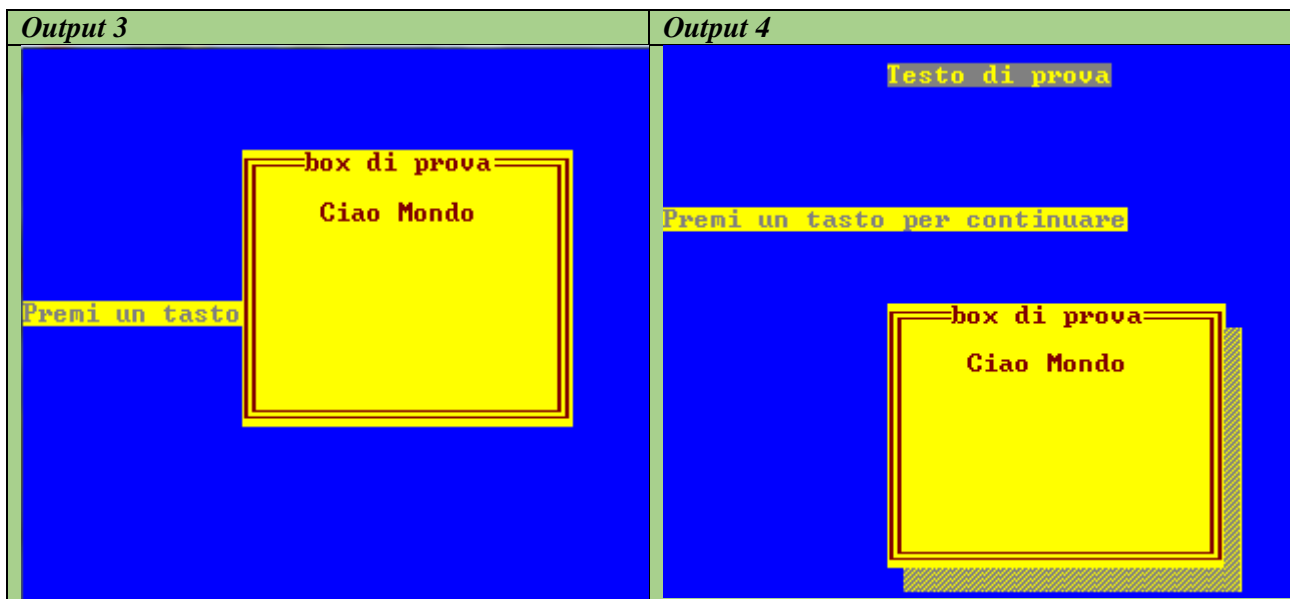 Output 3
box di prova
Ciao Mondo
Premi un tasto
Output 4
Testo di prova
Premi un tasto per continuare
box di prova
Ciao Mondo